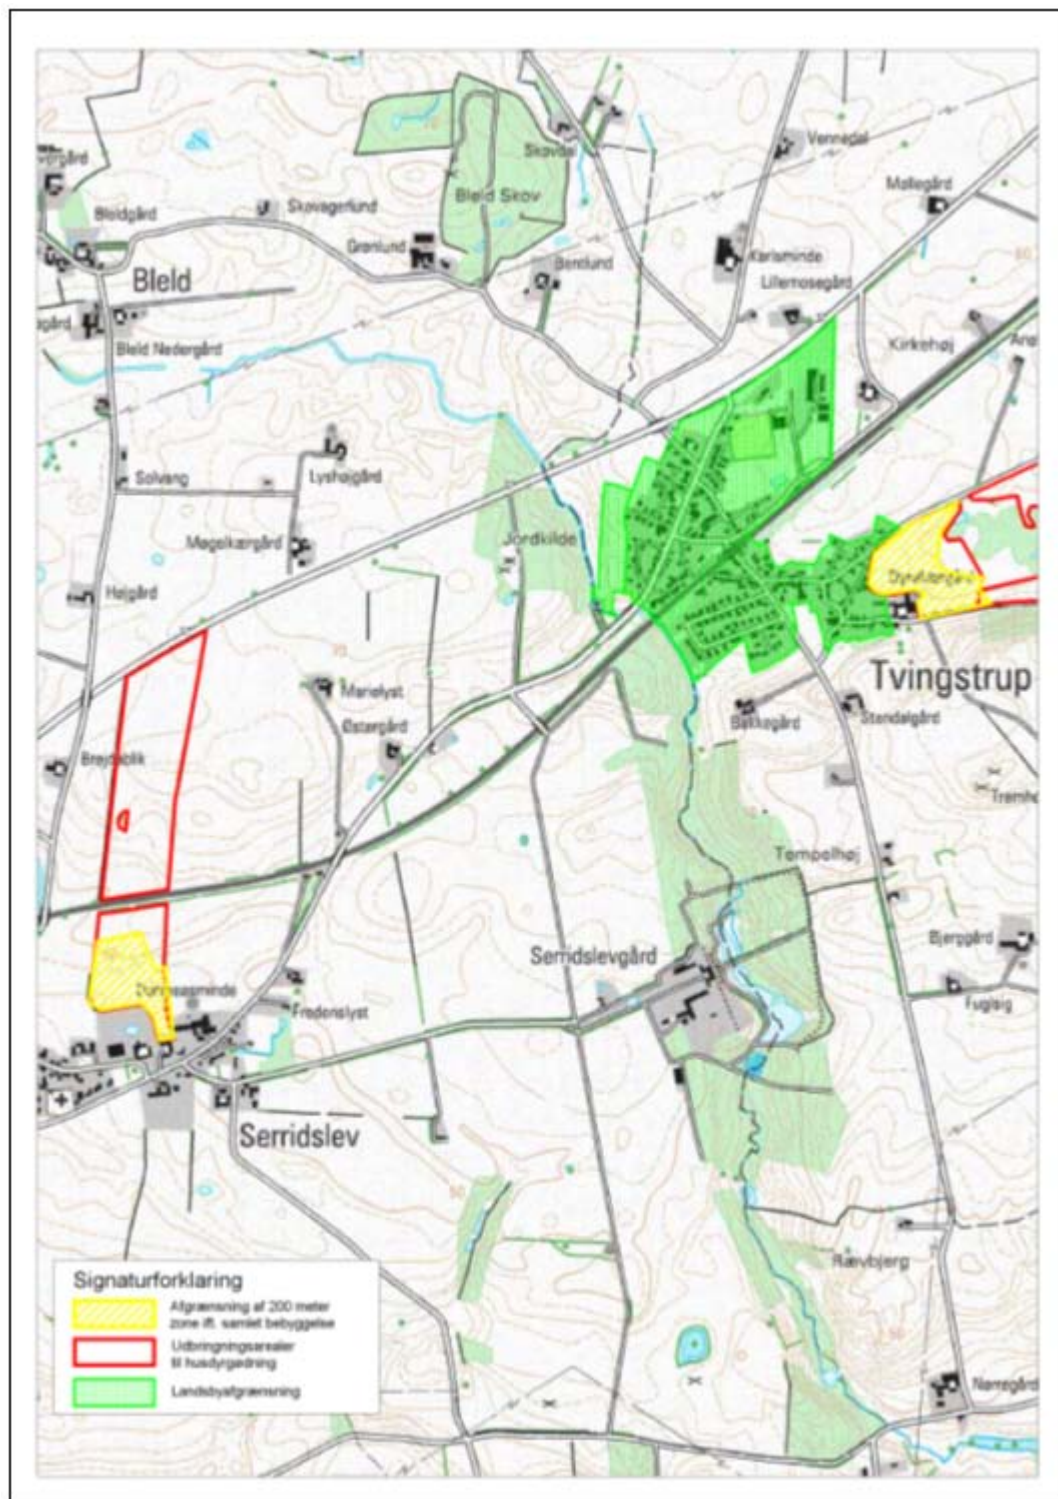 Skovdal
Vennedal
Møllegård
Bleld Skov
Skovagerlund
Bleldgård
Grønlund
Bentlund
Karlsminde
Bleld
Lillemosegård
Kirkehøj
Bleld Nedergård
Solvang
Lyshøjgård
Møgelkærgård
Jordkilde
Højgård
Tvingstrup
Marielyst
Østergård
Bakkegård
Stendalgård
Tempelhøj
Serridslevgård
Bjerggård
Fuglsig
Fredenslyst
Serridslev
50
Rævbjerg
Nørregård
Signaturforklaring
Afgrænsning af 200 meter
zone ift. samlet bebyggelse
Udbringningsarealer
til husdyrgødning
Landsbyafgrænsning